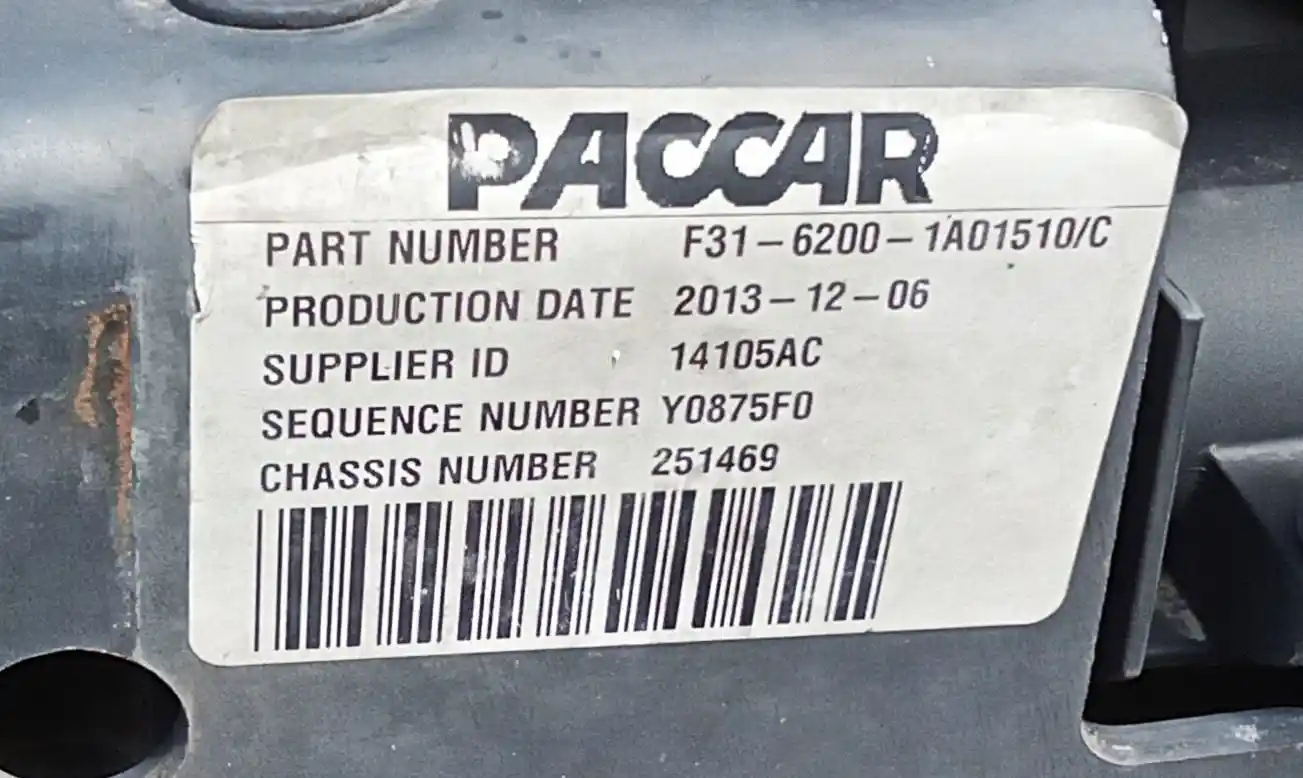 PACCAR
PART NUMBER F31-6200-1A01510/C
PRODUCTION DATE 2013-12-06
SUPPLIER ID 14105AC
SEQUENCE NUMBER Y0875F0
CHASSIS NUMBER 251469